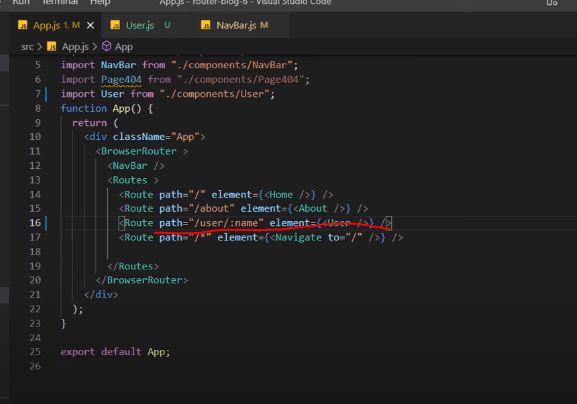 Run Terminal Help App.js - router-blog-6 - Visual Studio Code
JS App.js 1, M × JS User.js U JS NavBar.js M
src > JS App.js > App
5 import NavBar from "./components/NavBar";
6 import Page404 from "./components/Page404";
7 import User from "./components/User";
8 function App() {
9 return (
10 <div className="App">
11 <BrowserRouter >
12 <NavBar />
13 <Routes >
14 <Route path="/" element={<Home />} />
15 <Route path="/about" element={<About />} />
16 <Route path="/user/:name" element={<User />} />
17 <Route path="/*" element={<Navigate to="/" />} />
18
19 </Routes>
20 </BrowserRouter>
21 </div>
22 );
23 }
24
25 export default App;
26